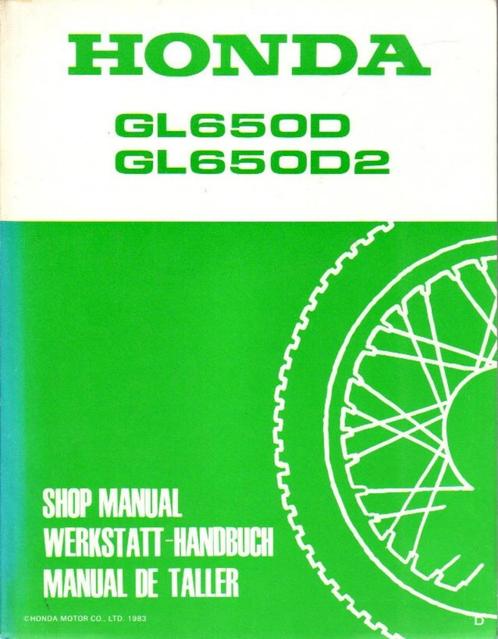 HONDA
GL650D
GL650D2
SHOP MANUAL
WERKSTATT-HANDBUCH
MANUAL DE TALLER
©HONDA MOTOR CO., LTD. 1983
D